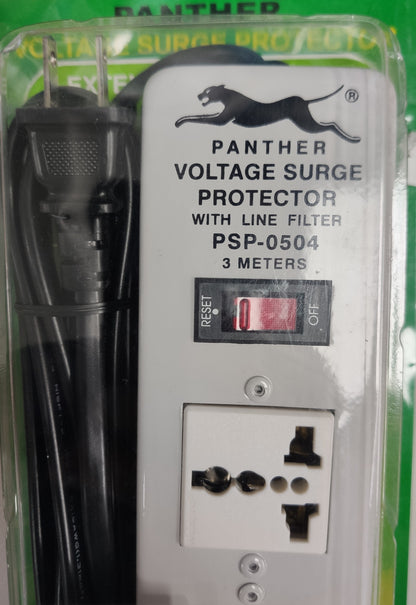 PANTHER
VOLTAGE SURGE PROTECTOR
®
PANTHER
VOLTAGE SURGE
PROTECTOR
WITH LINE FILTER
PSP-0504
3 METERS
RESET
OFF